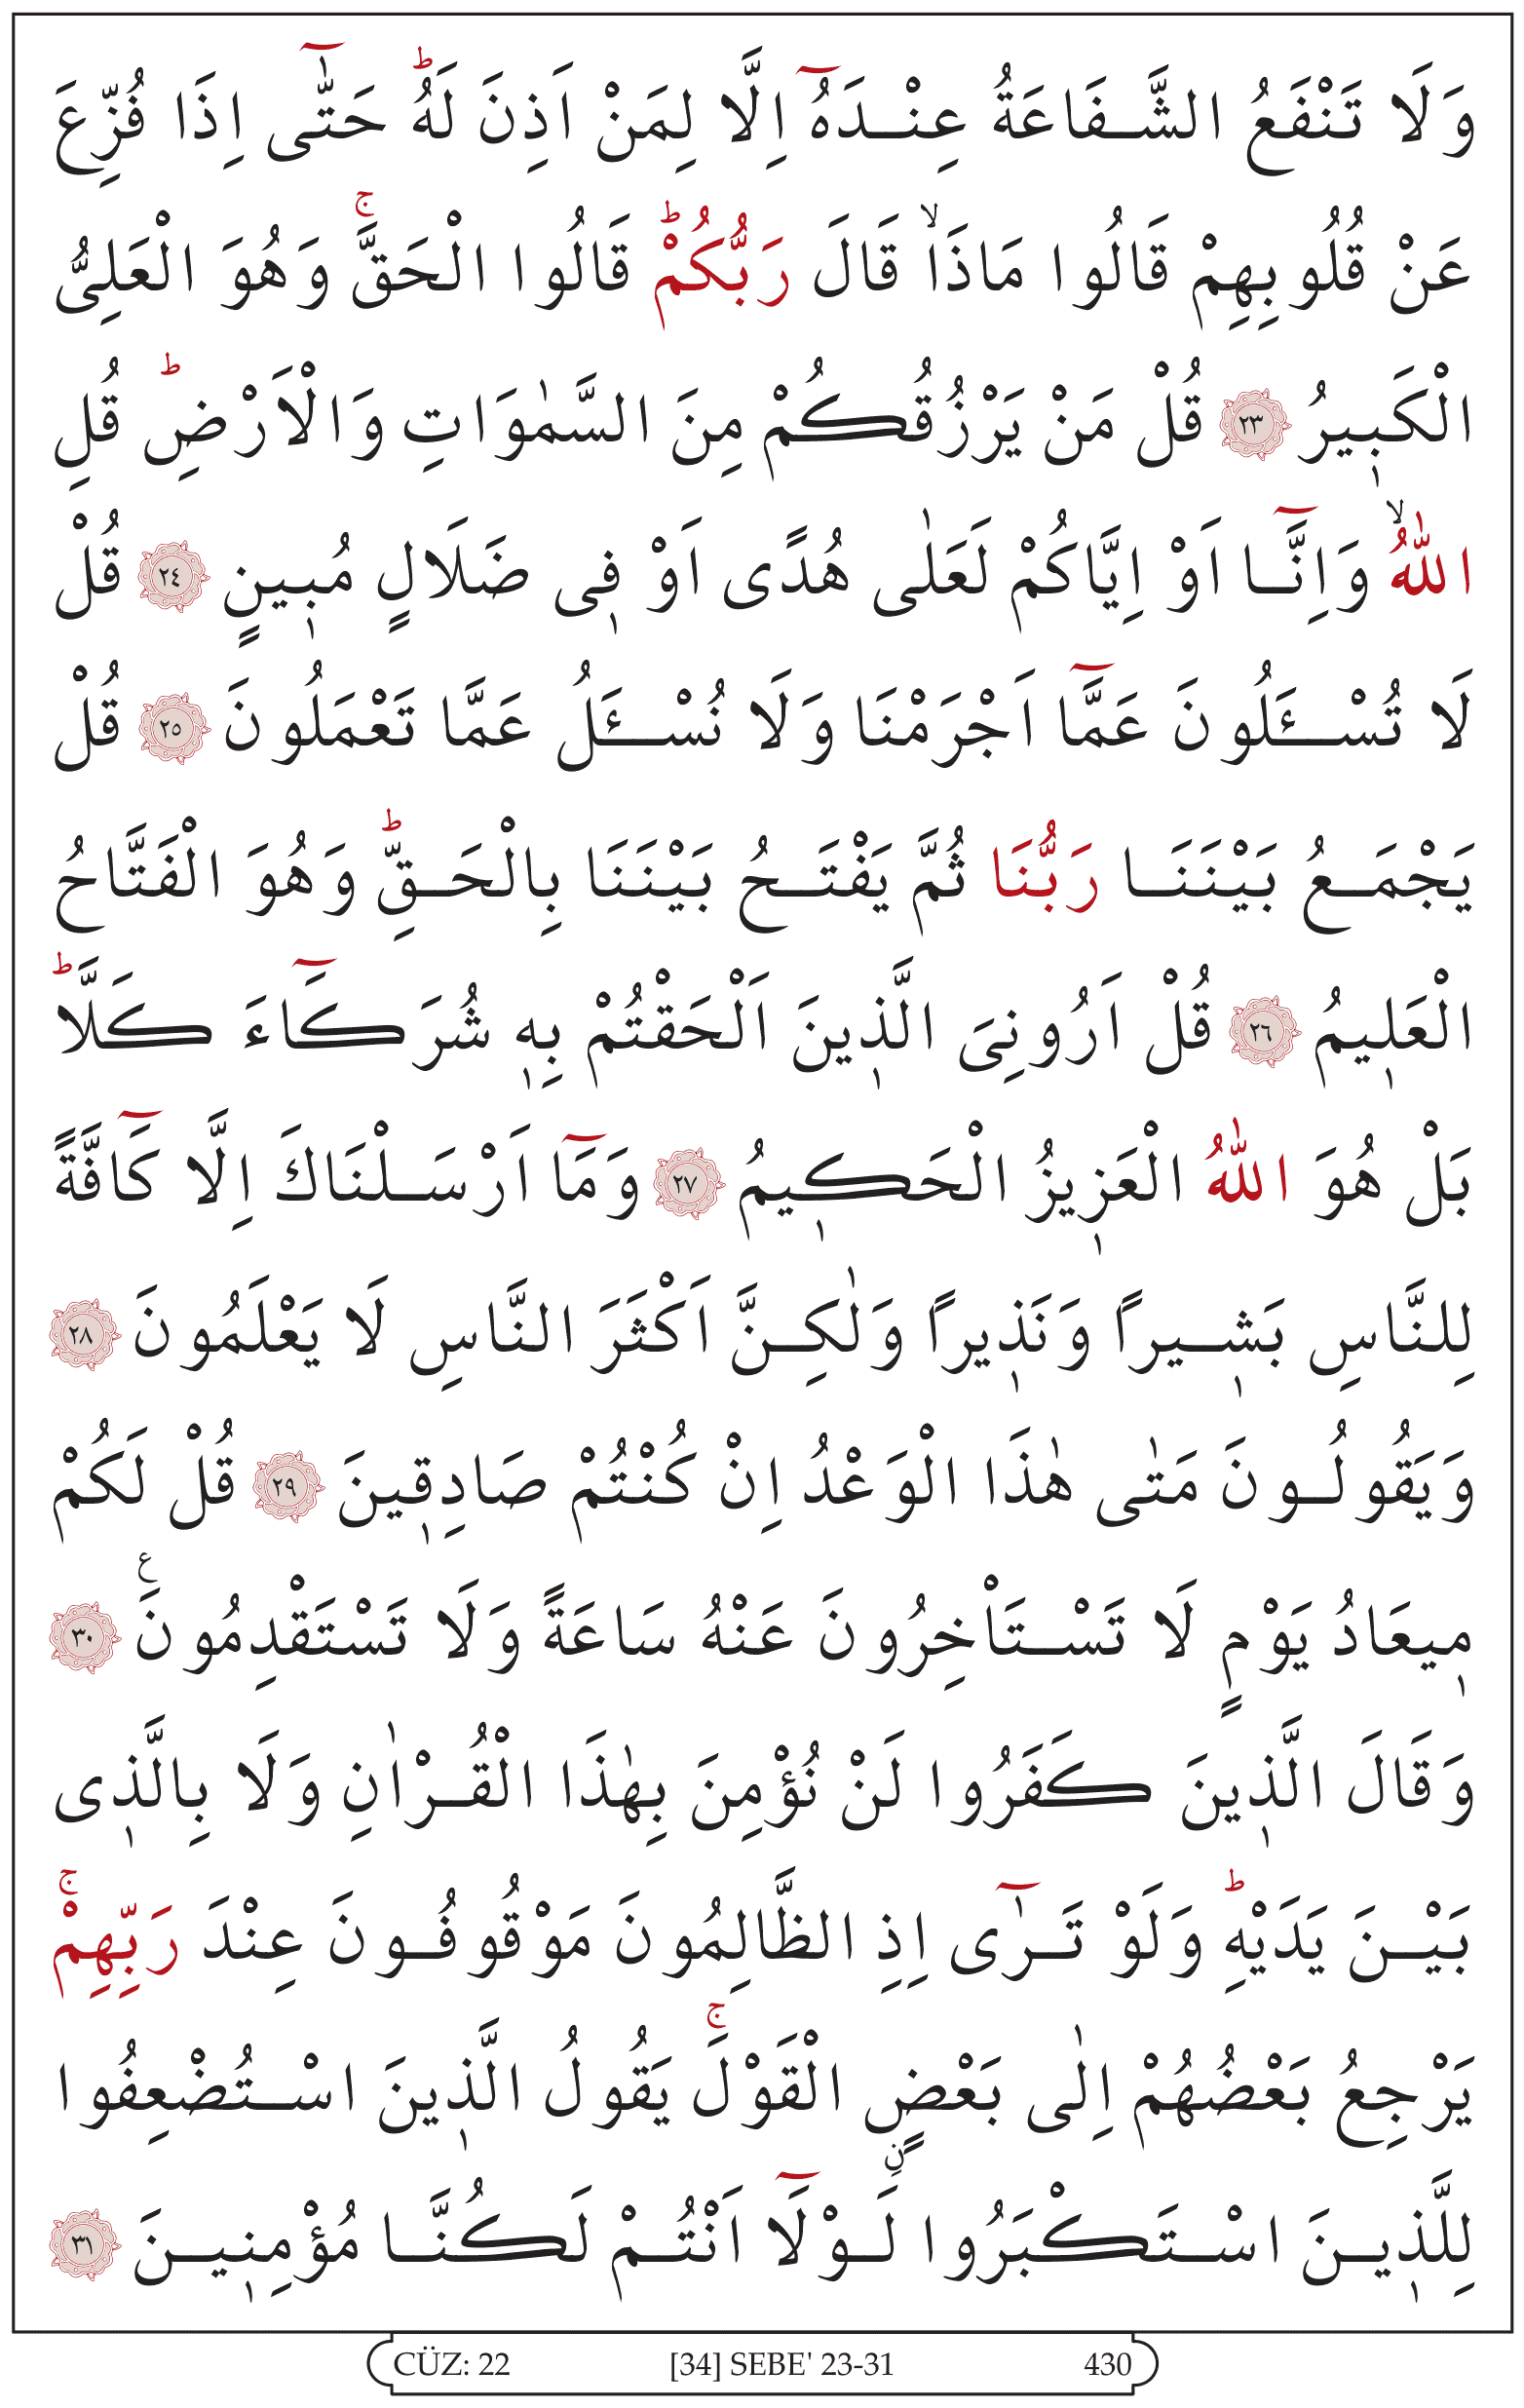 وَلَا تَنْفَعُ الشَّفَاعَةُ عِنْدَهُٓ اِلَّا لِمَنْ اَذِنَ لَهُۜ حَتّٰٓى اِذَا فُزِّعَ
عَنْ قُلُوبِهِمْ قَالُوا مَاذَاۙ قَالَ رَبُّكُمْۜ قَالُوا الْحَقَّۚ وَهُوَ الْعَلِىُّ
الْكَب۪يرُ ﴿٢٣﴾ قُلْ مَنْ يَرْزُقُكُمْ مِنَ السَّمٰوَاتِ وَالْاَرْضِۜ قُلِ
اللّٰهُۙ وَاِنَّٓا اَوْ اِيَّاكُمْ لَعَلٰى هُدًى اَوْ ف۪ى ضَلَالٍ مُب۪ينٍ ﴿٢٤﴾ قُلْ
لَا تُسْـَٔلُونَ عَمَّٓا اَجْرَمْنَا وَلَا نُسْـَٔلُ عَمَّا تَعْمَلُونَ ﴿٢٥﴾ قُلْ
يَجْمَعُ بَيْنَنَا رَبُّنَا ثُمَّ يَفْتَحُ بَيْنَنَا بِالْحَقِّۜ وَهُوَ الْفَتَّاحُ
الْعَل۪يمُ ﴿٢٦﴾ قُلْ اَرُونِىَ الَّذ۪ينَ اَلْحَقْتُمْ بِه۪ شُرَكَٓاءَ كَلَّاۜ
بَلْ هُوَ اللّٰهُ الْعَز۪يزُ الْحَك۪يمُ ﴿٢٧﴾ وَمَٓا اَرْسَلْنَاكَ اِلَّا كَٓافَّةً
لِلنَّاسِ بَش۪يراً وَنَذ۪يراً وَلٰكِنَّ اَكْثَرَ النَّاسِ لَا يَعْلَمُونَ ﴿٢٨﴾
وَيَقُولُونَ مَتٰى هٰذَا الْوَعْدُ اِنْ كُنْتُمْ صَادِق۪ينَ ﴿٢٩﴾ قُلْ لَكُمْ
م۪يعَادُ يَوْمٍ لَا تَسْتَاْخِرُونَ عَنْهُ سَاعَةً وَلَا تَسْتَقْدِمُونَ ع ﴿٣٠﴾
وَقَالَ الَّذ۪ينَ كَفَرُوا لَنْ نُؤْمِنَ بِهٰذَا الْقُرْاٰنِ وَلَا بِالَّذ۪ى
بَيْنَ يَدَيْهِۜ وَلَوْ تَرٰٓى اِذِ الظَّالِمُونَ مَوْقُوفُونَ عِنْدَ رَبِّهِمْۚ
يَرْجِعُ بَعْضُهُمْ اِلٰى بَعْضٍۨ الْقَوْلَۚ يَقُولُ الَّذ۪ينَ اسْتُضْعِفُوا
لِلَّذ۪ينَ اسْتَكْبَرُوا لَوْلَٓا اَنْتُمْ لَكُنَّا مُؤْمِن۪ينَ ﴿٣١﴾
CÜZ: 22 [34] SEBE' 23-31 430